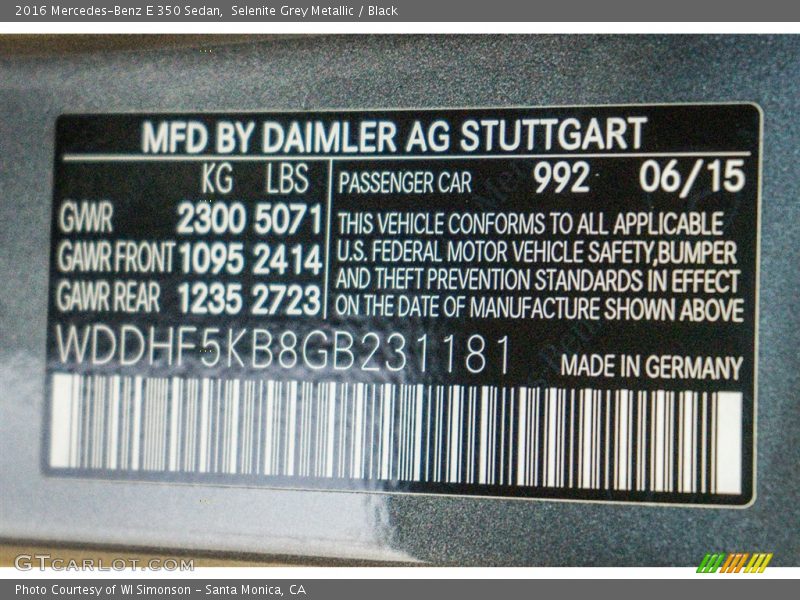 2016 Mercedes-Benz E 350 Sedan, Selenite Grey Metallic / Black
MFD BY DAIMLER AG STUTTGART
KG LBS
GVWR 2300 5071
GAWR FRONT 1095 2414
GAWR REAR 1235 2723
PASSENGER CAR 992 06/15
THIS VEHICLE CONFORMS TO ALL APPLICABLE
U.S. FEDERAL MOTOR VEHICLE SAFETY,BUMPER
AND THEFT PREVENTION STANDARDS IN EFFECT
ON THE DATE OF MANUFACTURE SHOWN ABOVE
WDDHF5KB8GB231181
MADE IN GERMANY
GTCARLOT.COM
Photo Courtesy of WI Simonson - Santa Monica, CA